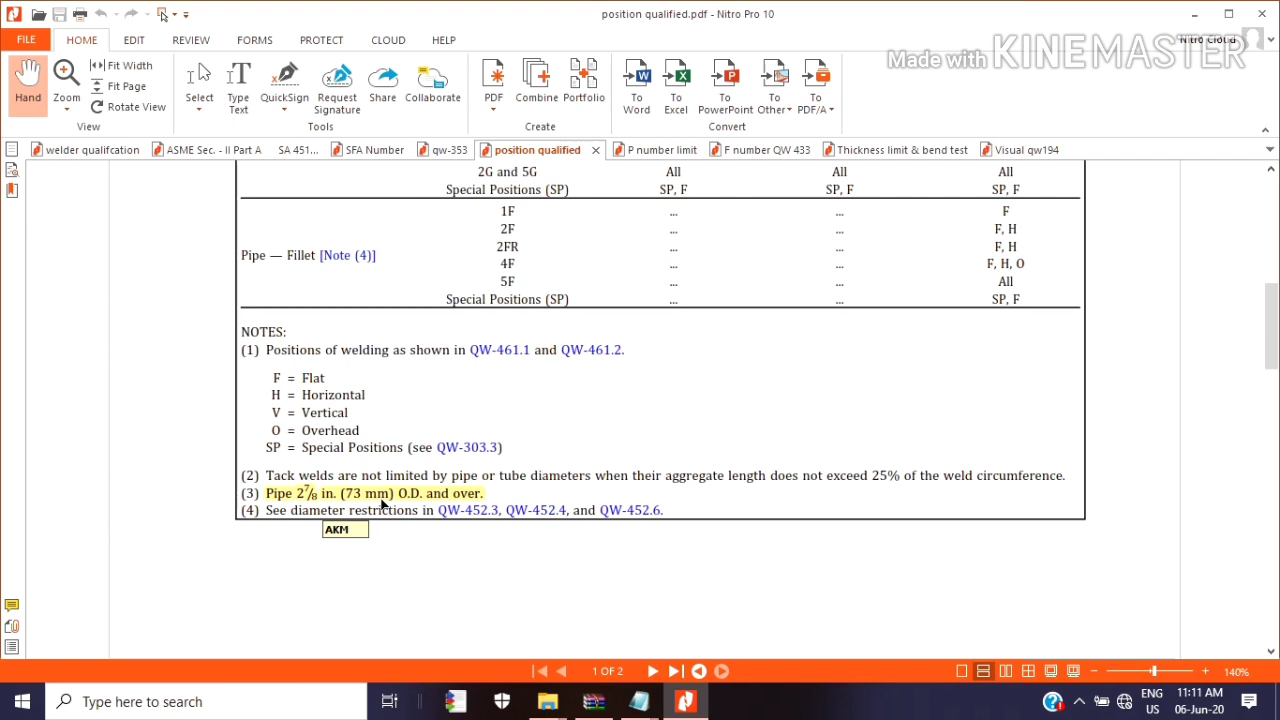 position qualified.pdf - Nitro Pro 10
Nitro Cloud
FILE HOME EDIT REVIEW FORMS PROTECT CLOUD HELP
Made with KINEMASTER
Hand Zoom Fit Width Fit Page Rotate View
View
Select Type Text QuickSign Request Signature Share Collaborate
Tools
PDF Combine Portfolio
Create
To Word To Excel To PowerPoint To Other To PDF/A
Convert
welder qualifcation ASME Sec. - II Part A SA 451... SFA Number qw-353 position qualified P number limit F number QW 433 Thickness limit & bend test Visual qw194
2G and 5G All All All
Special Positions (SP) SP, F SP, F SP, F
1F ... ... F
2F ... ... F, H
2FR ... ... F, H
Pipe — Fillet [Note (4)]
4F ... ... F, H, O
5F ... ... All
Special Positions (SP) ... ... SP, F
NOTES:
(1) Positions of welding as shown in QW-461.1 and QW-461.2.
F = Flat
H = Horizontal
V = Vertical
O = Overhead
SP = Special Positions (see QW-303.3)
(2) Tack welds are not limited by pipe or tube diameters when their aggregate length does not exceed 25% of the weld circumference.
(3) Pipe 2 7/8 in. (73 mm) O.D. and over.
(4) See diameter restrictions in QW-452.3, QW-452.4, and QW-452.6.
AKM
1 OF 2
140%
Type here to search
ENG
US
11:11 AM
06-Jun-20